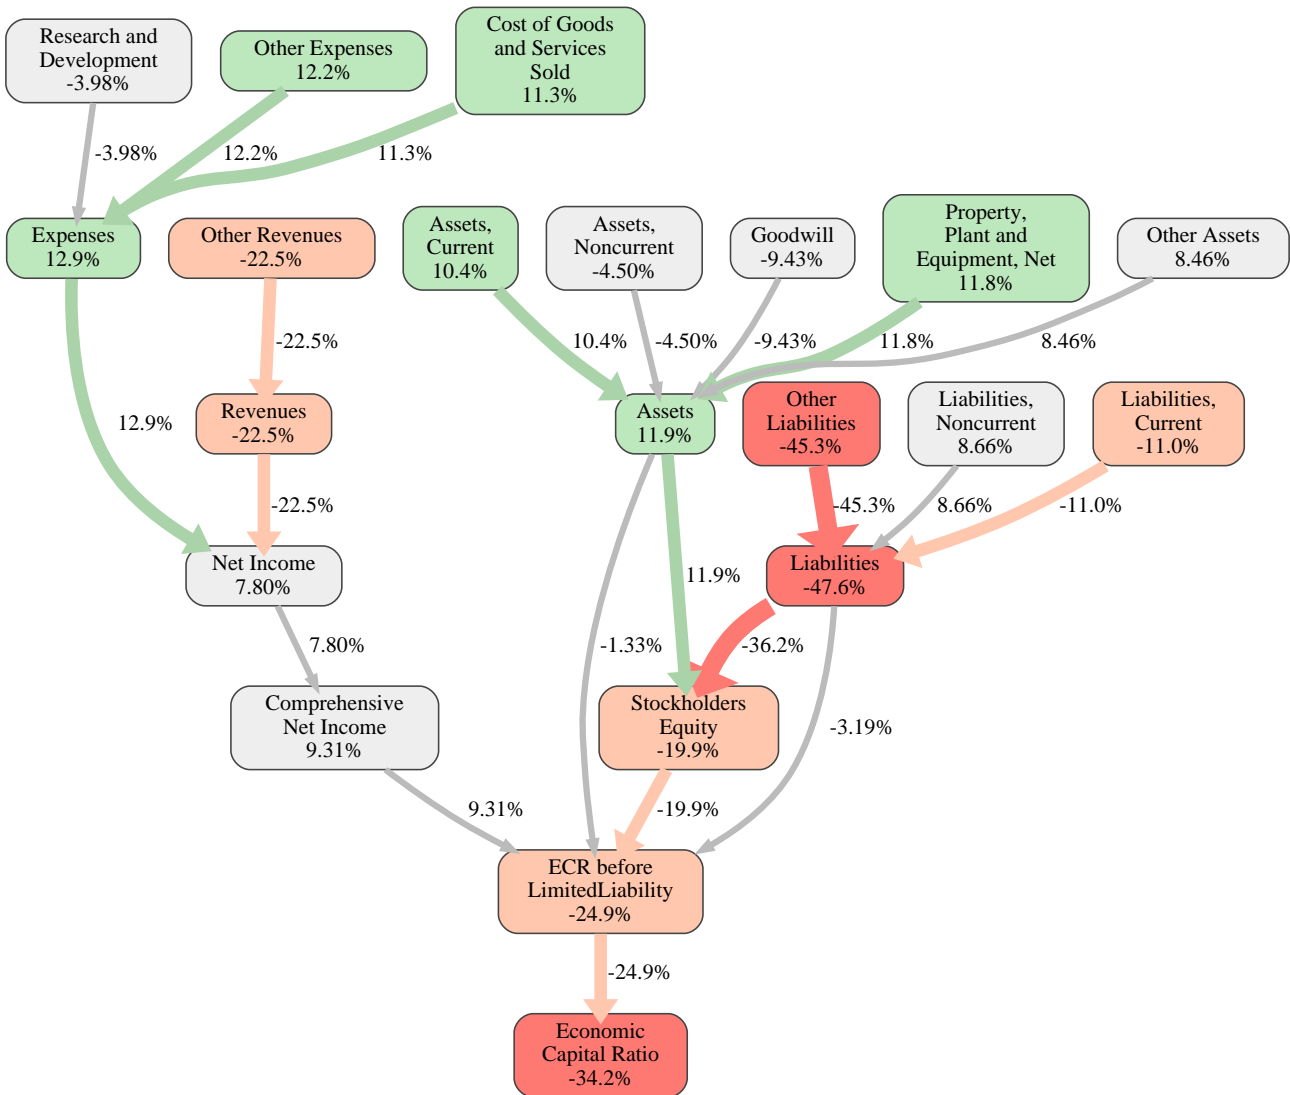 Research and
Development
-3.98%
Other Expenses
12.2%
Cost of Goods
and Services
Sold
11.3%
-3.98%
12.2%
11.3%
Expenses
12.9%
Other Revenues
-22.5%
Assets,
Current
10.4%
Assets,
Noncurrent
-4.50%
Goodwill
-9.43%
Property,
Plant and
Equipment, Net
11.8%
Other Assets
8.46%
-22.5%
10.4%
-4.50%
-9.43%
11.8%
8.46%
12.9%
Revenues
-22.5%
Assets
11.9%
Other
Liabilities
-45.3%
Liabilities,
Noncurrent
8.66%
Liabilities,
Current
-11.0%
-22.5%
-45.3%
8.66%
-11.0%
Net Income
7.80%
11.9%
Liabilities
-47.6%
7.80%
-1.33%
-36.2%
Comprehensive
Net Income
9.31%
Stockholders
Equity
-19.9%
-3.19%
9.31%
-19.9%
ECR before
LimitedLiability
-24.9%
-24.9%
Economic
Capital Ratio
-34.2%